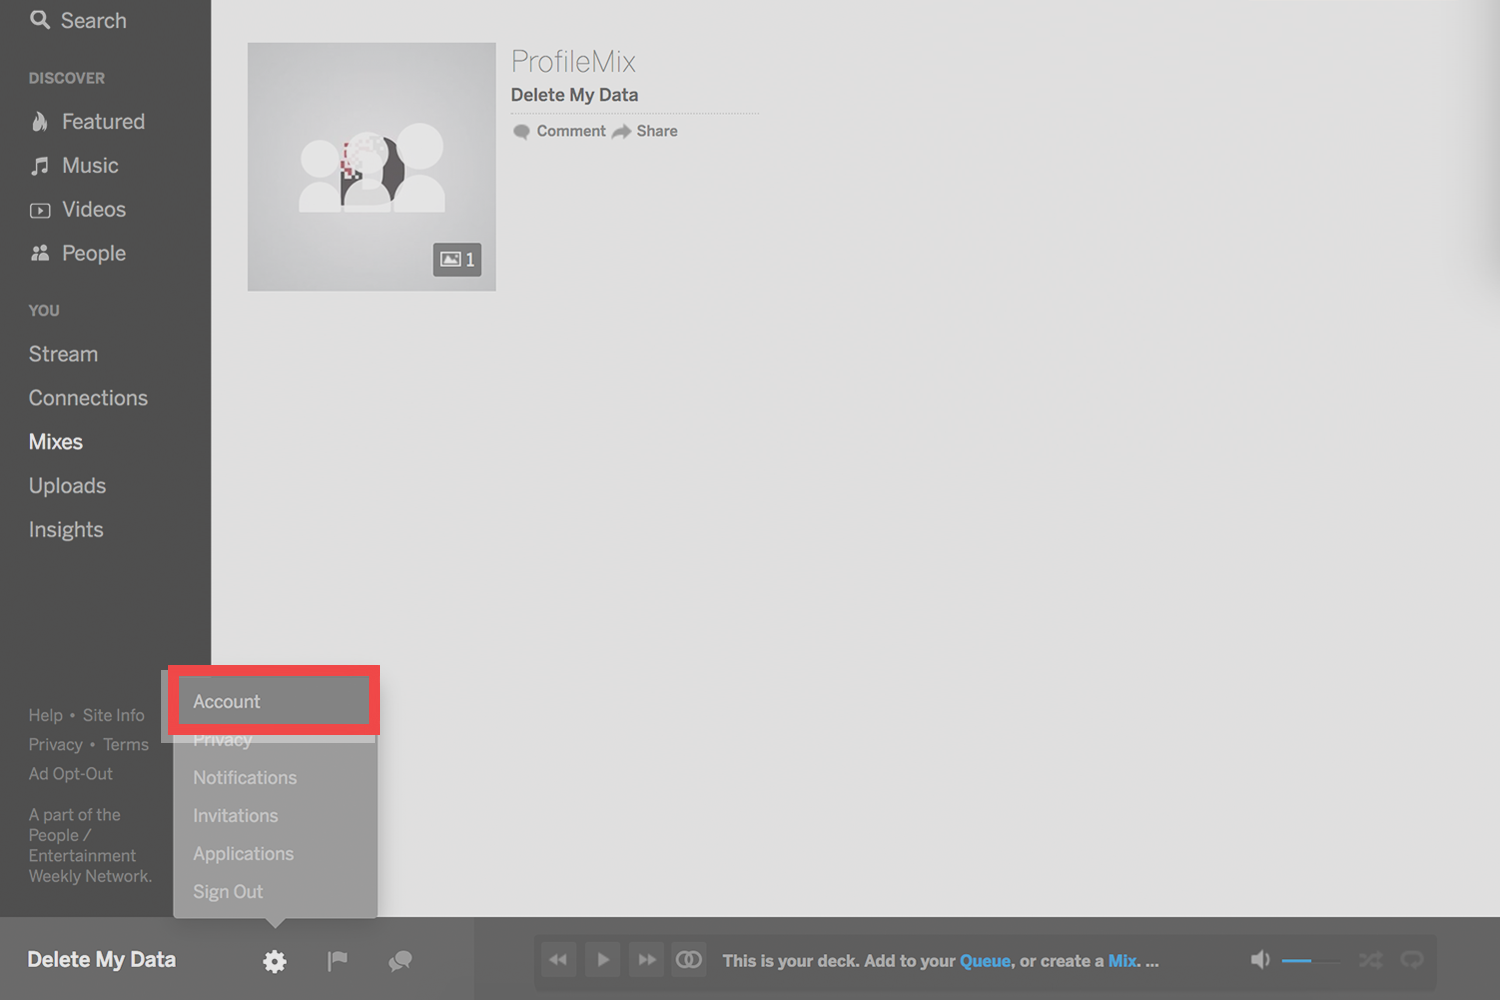 Search
DISCOVER
Featured
Music
Videos
People
YOU
Stream
Connections
Mixes
Uploads
Insights
Help • Site Info
Privacy • Terms
Ad Opt-Out
A part of the
People /
Entertainment
Weekly Network.
ProfileMix
Delete My Data
Comment Share
1
Account
Privacy
Notifications
Invitations
Applications
Sign Out
Delete My Data
This is your deck. Add to your Queue, or create a Mix. ...